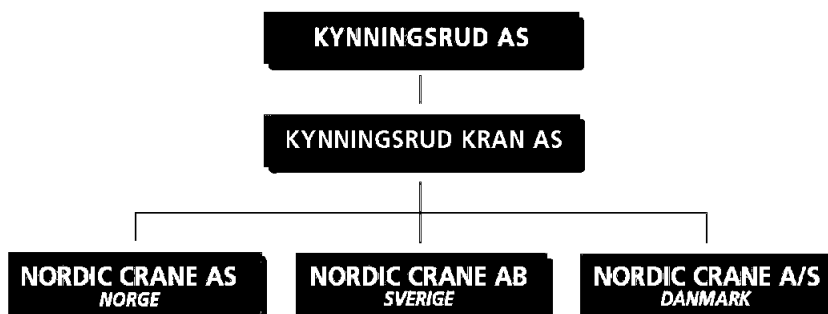 KYNNINGSRUD AS
KYNNINGSRUD KRAN AS
NORDIC CRANE AS
NORGE
NORDIC CRANE AB
SVERIGE
NORDIC CRANE A/S
DANMARK